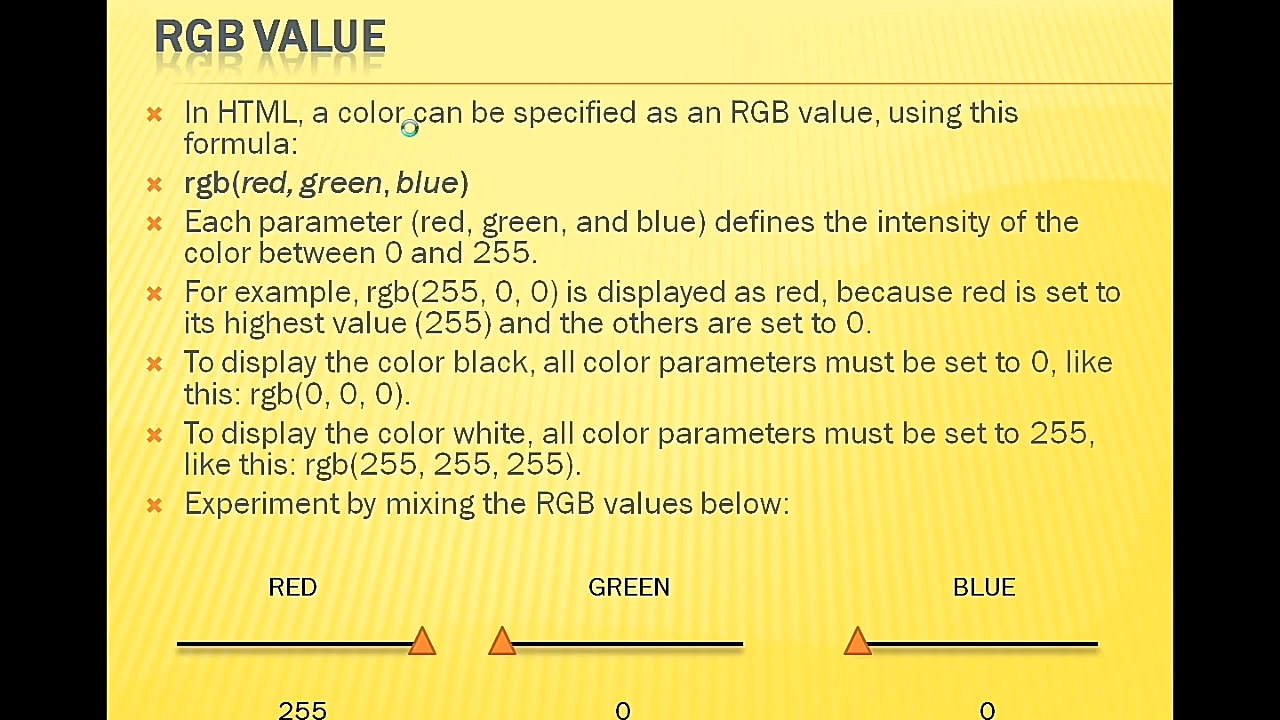 RGB VALUE
In HTML, a color can be specified as an RGB value, using this
formula:
rgb(red, green, blue)
Each parameter (red, green, and blue) defines the intensity of the
color between 0 and 255.
For example, rgb(255, 0, 0) is displayed as red, because red is set to
its highest value (255) and the others are set to 0.
To display the color black, all color parameters must be set to 0, like
this: rgb(0, 0, 0).
To display the color white, all color parameters must be set to 255,
like this: rgb(255, 255, 255).
Experiment by mixing the RGB values below:
RED GREEN BLUE
255 0 0